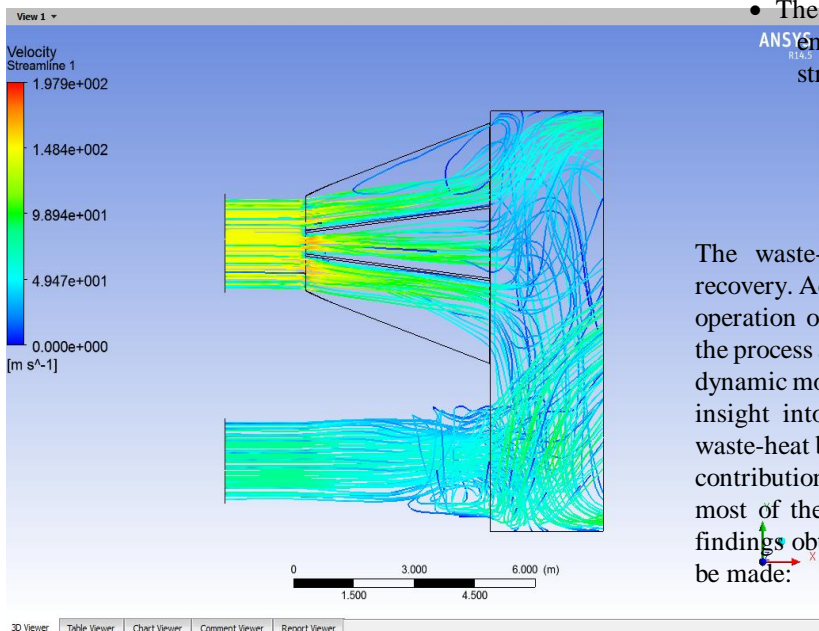 View 1
• The
ANSYS
R14.5
en
str
Velocity
Streamline 1
1.979e+002
1.484e+002
9.894e+001
4.947e+001
0.000e+000
[m s^-1]
The waste-
recovery. A
operation o
the process
dynamic mo
insight into
waste-heat b
contribution
most of the
findings ob
be made:
Y
X
0 3.000 6.000 (m)
1.500 4.500
3D Viewer Table Viewer Chart Viewer Comment Viewer Report Viewer